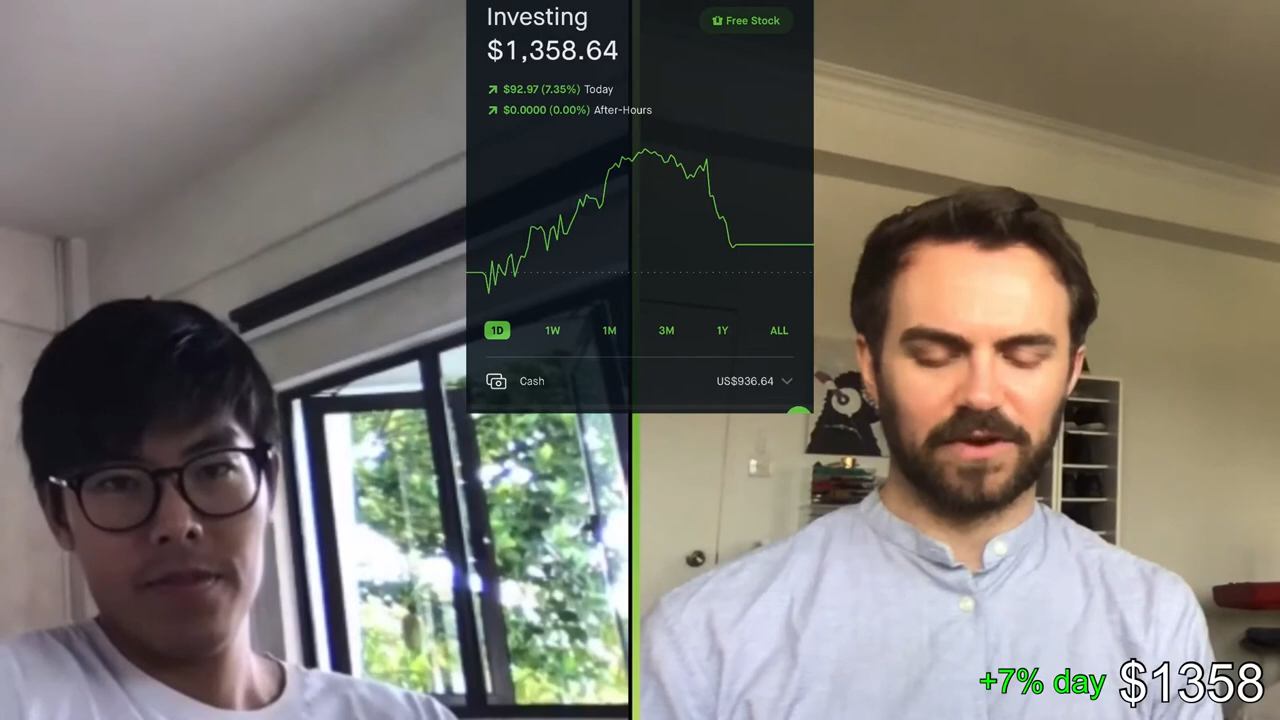 Investing
Free Stock
$1,358.64
$92.97 (7.35%) Today
$0.0000 (0.00%) After-Hours
1D 1W 1M 3M 1Y ALL
Cash US$936.64
+7% day $1358